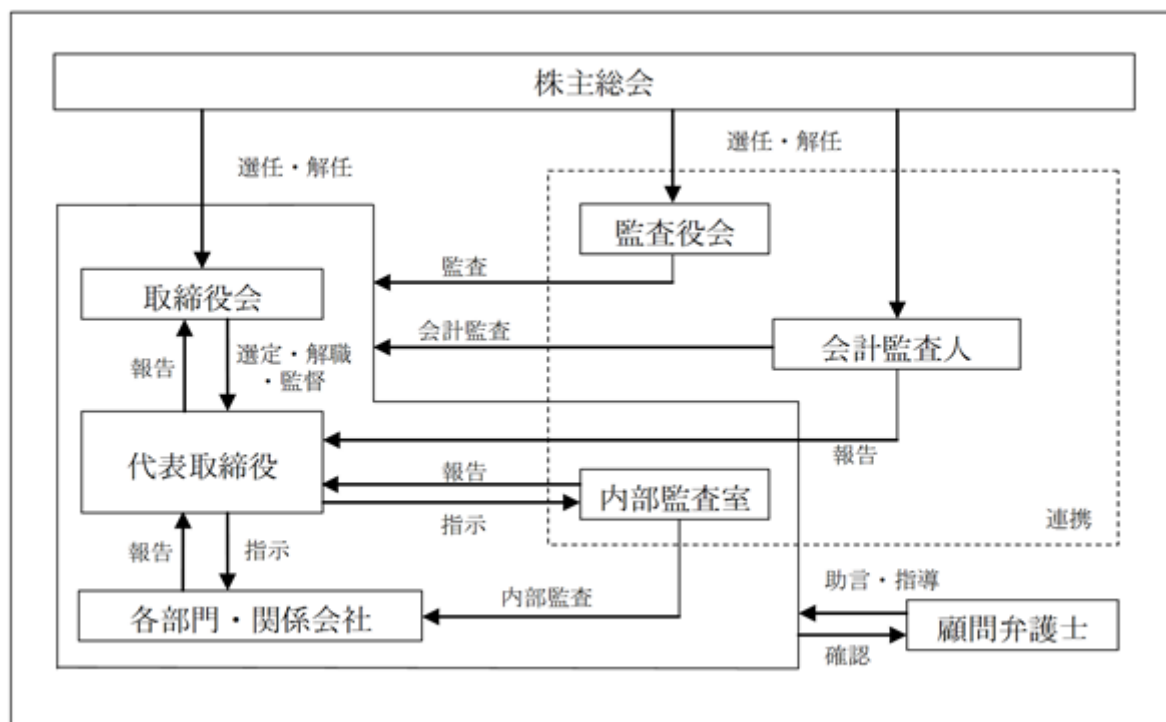 株主総会
選任・解任
選任・解任
監査役会
監査
取締役会
会計監査
会計監査人
報告
選定・解職
・監督
代表取締役
報告
報告
内部監査室
指示
連携
報告
指示
助言・指導
内部監査
各部門・関係会社
顧問弁護士
確認